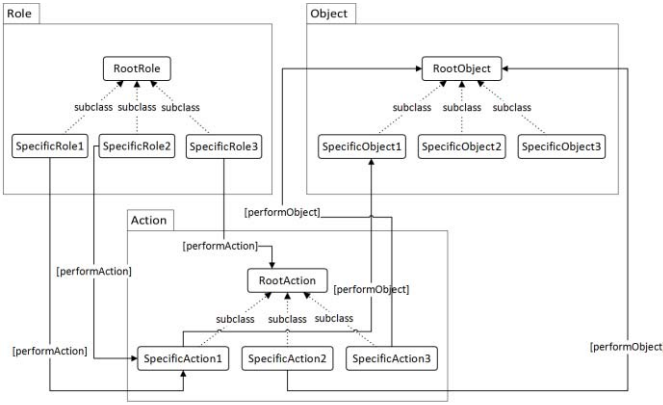 Role
Object
RootRole
RootObject
subclass subclass subclass
subclass subclass subclass
SpecificRole1 SpecificRole2 SpecificRole3
SpecificObject1 SpecificObject2 SpecificObject3
[performObject]
Action
[performAction]
[performAction]
RootAction
[performObject]
subclass subclass subclass
[performAction]
[performObject
SpecificAction1 SpecificAction2 SpecificAction3